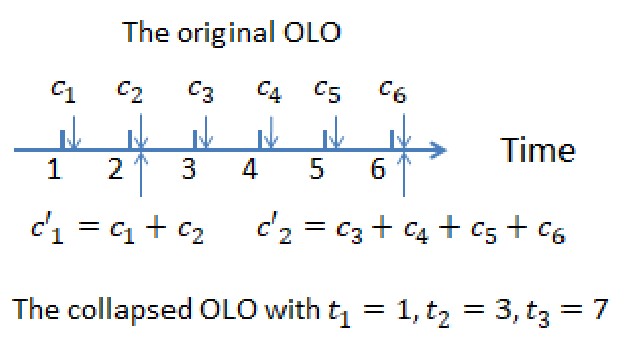 The original OLO
c₁ c₂ c₃ c₄ c₅ c₆
1 2 3 4 5 6 Time
c'₁ = c₁ + c₂ c'₂ = c₃ + c₄ + c₅ + c₆
The collapsed OLO with t₁ = 1, t₂ = 3, t₃ = 7